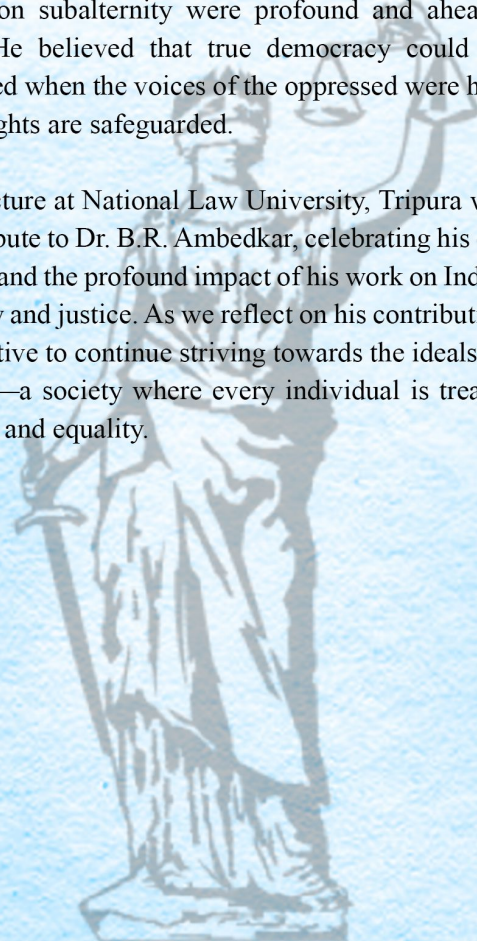 on subalternity were profound and ahea
He believed that true democracy could
ed when the voices of the oppressed were h
ghts are safeguarded.
cture at National Law University, Tripura w
bute to Dr. B.R. Ambedkar, celebrating his
and the profound impact of his work on Ind
y and justice. As we reflect on his contributi
tive to continue striving towards the ideals
—a society where every individual is trea
and equality.